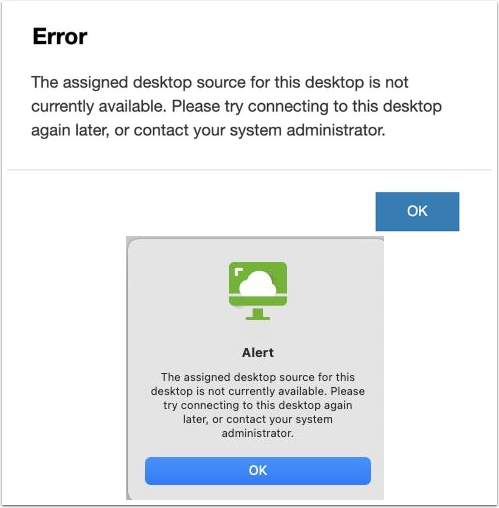 Error
The assigned desktop source for this desktop is not
currently available. Please try connecting to this desktop
again later, or contact your system administrator.
OK
Alert
The assigned desktop source for this
desktop is not currently available. Please
try connecting to this desktop again
later, or contact your system
administrator.
OK